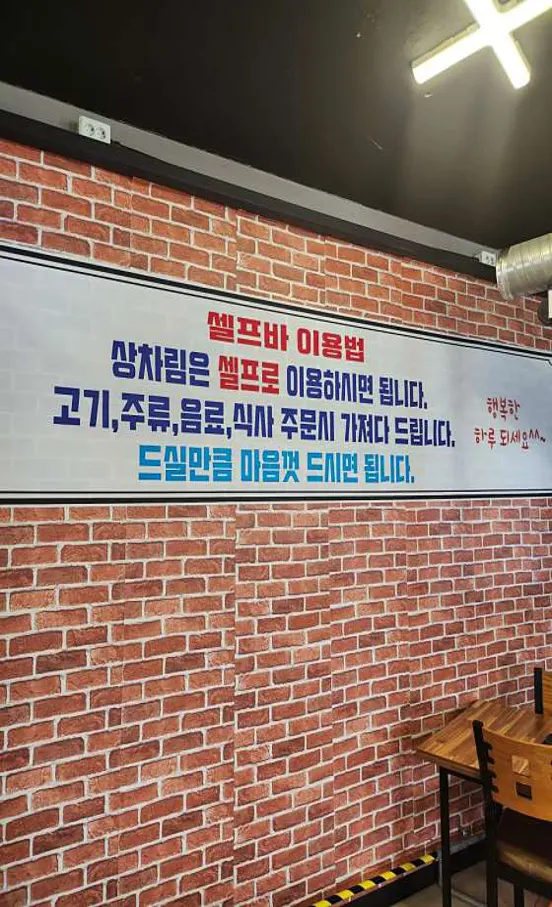 셀프바 이용법
상차림은 셀프로 이용하시면 됩니다.
고기,주류,음료,식사 주문시 가져다 드립니다.
드실만큼 마음껏 드시면 됩니다.
행복한
하루 되세요^^~